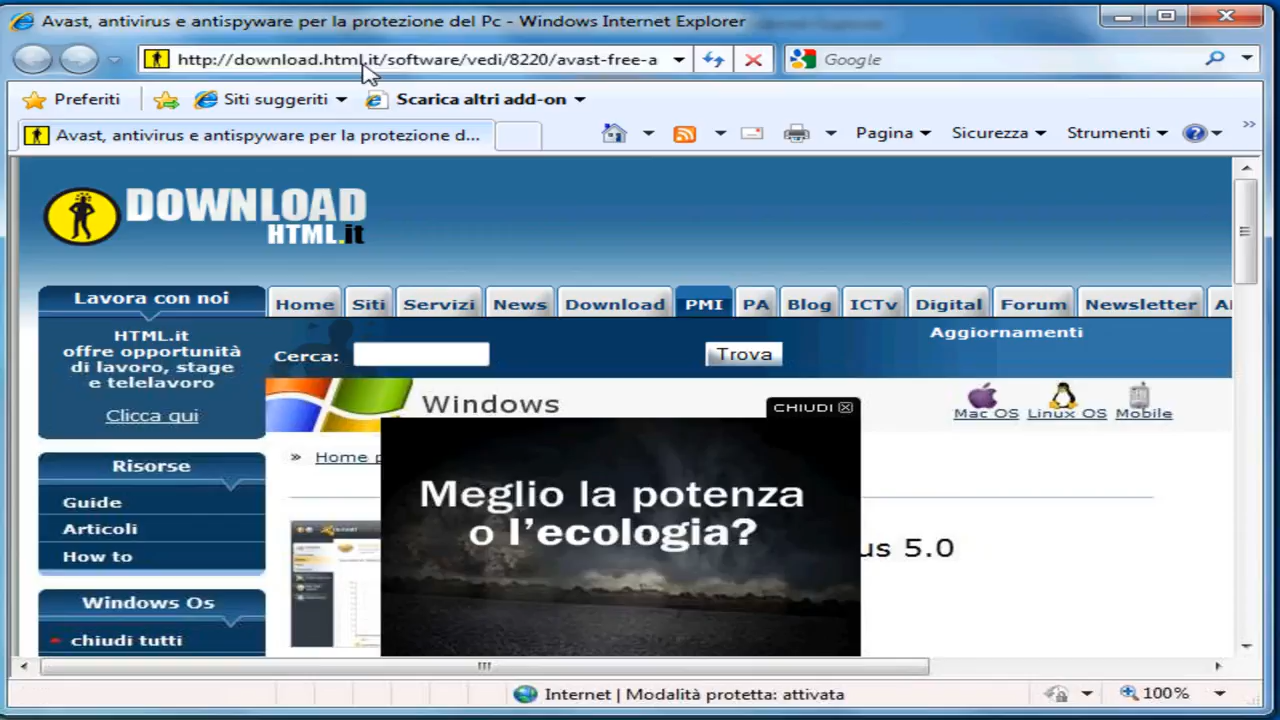 Avast, antivirus e antispyware per la protezione del Pc - Windows Internet Explorer
http://download.html.it/software/vedi/8220/avast-free-a
Google
Preferiti
Siti suggeriti
Scarica altri add-on
Avast, antivirus e antispyware per la protezione d...
Pagina
Sicurezza
Strumenti
DOWNLOAD
HTML.it
Lavora con noi
Home
Siti
Servizi
News
Download
PMI
PA
Blog
ICTv
Digital
Forum
Newsletter
HTML.it
offre opportunità
di lavoro, stage
e telelavoro
Clicca qui
Aggiornamenti
Cerca:
Trova
Windows
CHIUDI
Mac OS
Linux OS
Mobile
Home p
Risorse
Guide
Articoli
How to
Meglio la potenza
o l'ecologia?
us 5.0
Windows Os
chiudi tutti
Internet | Modalità protetta: attivata
100%